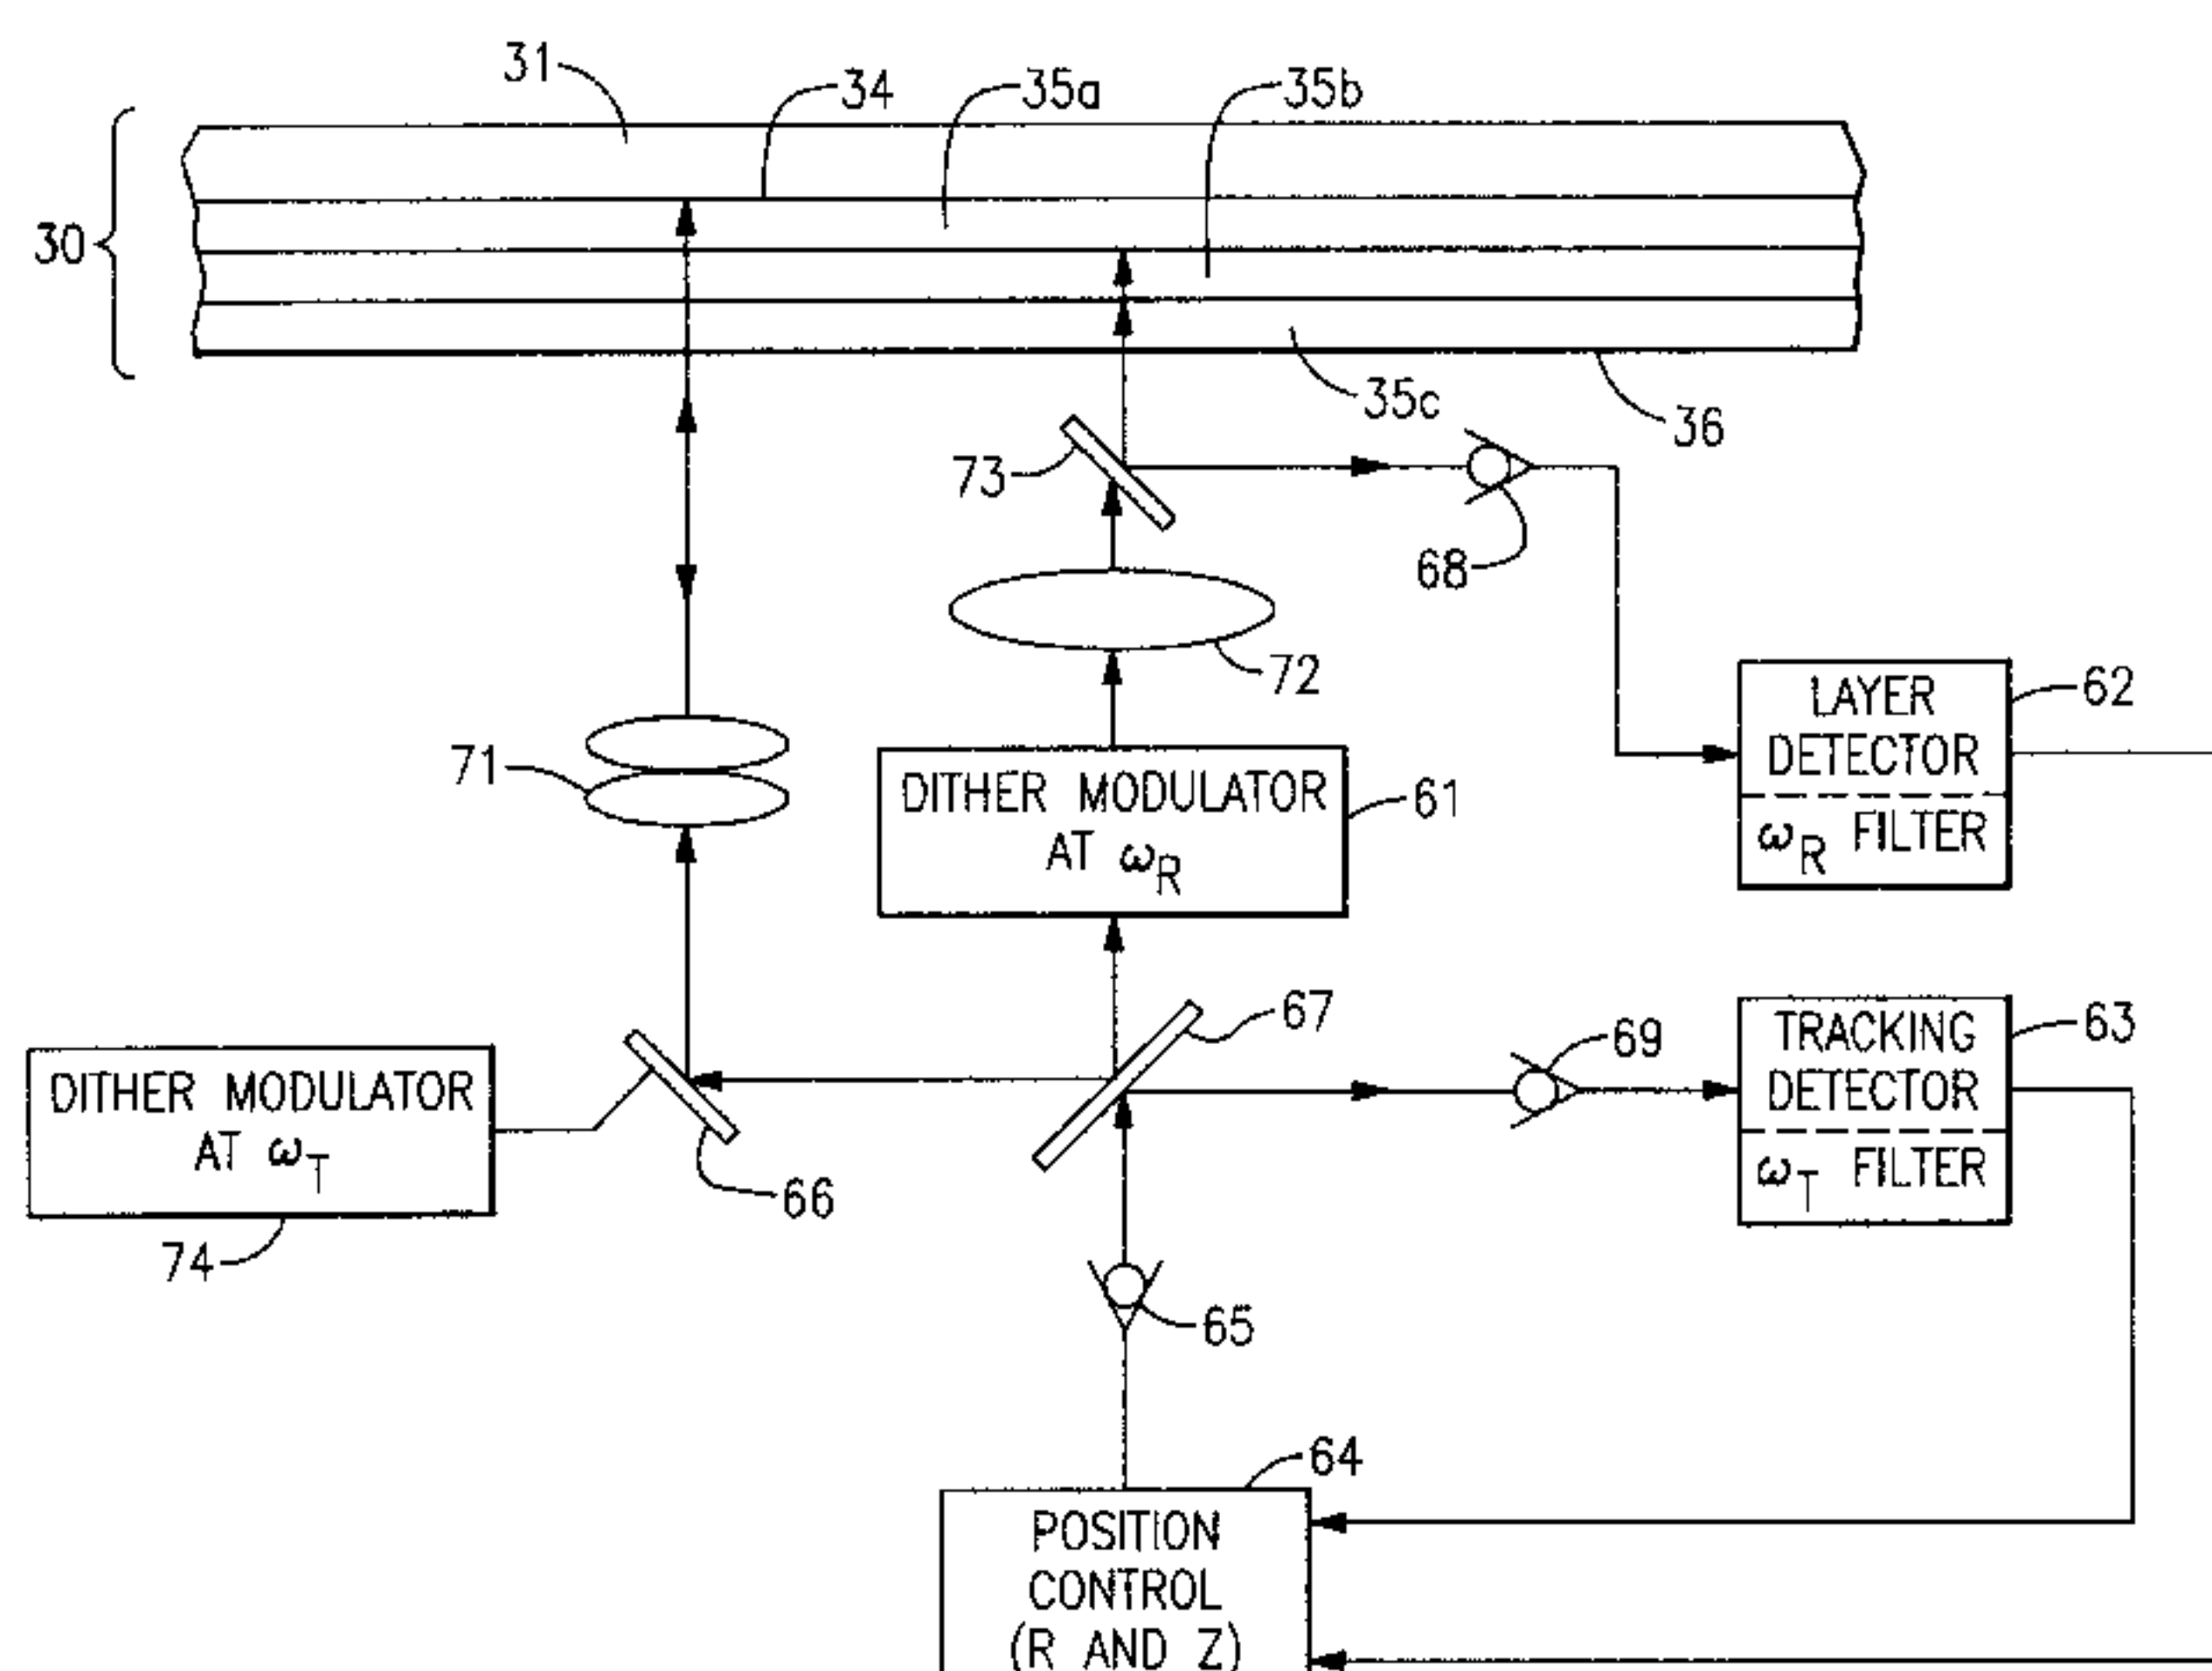 31
34
35a
35b
30
35c
36
73
68
72
71
DITHER MODULATOR
AT ωR
61
LAYER
DETECTOR
ωR FILTER
62
67
69
TRACKING
DETECTOR
ωT FILTER
63
DITHER MODULATOR
AT ωT
66
74
65
64
POSITION
CONTROL
(R AND Z)